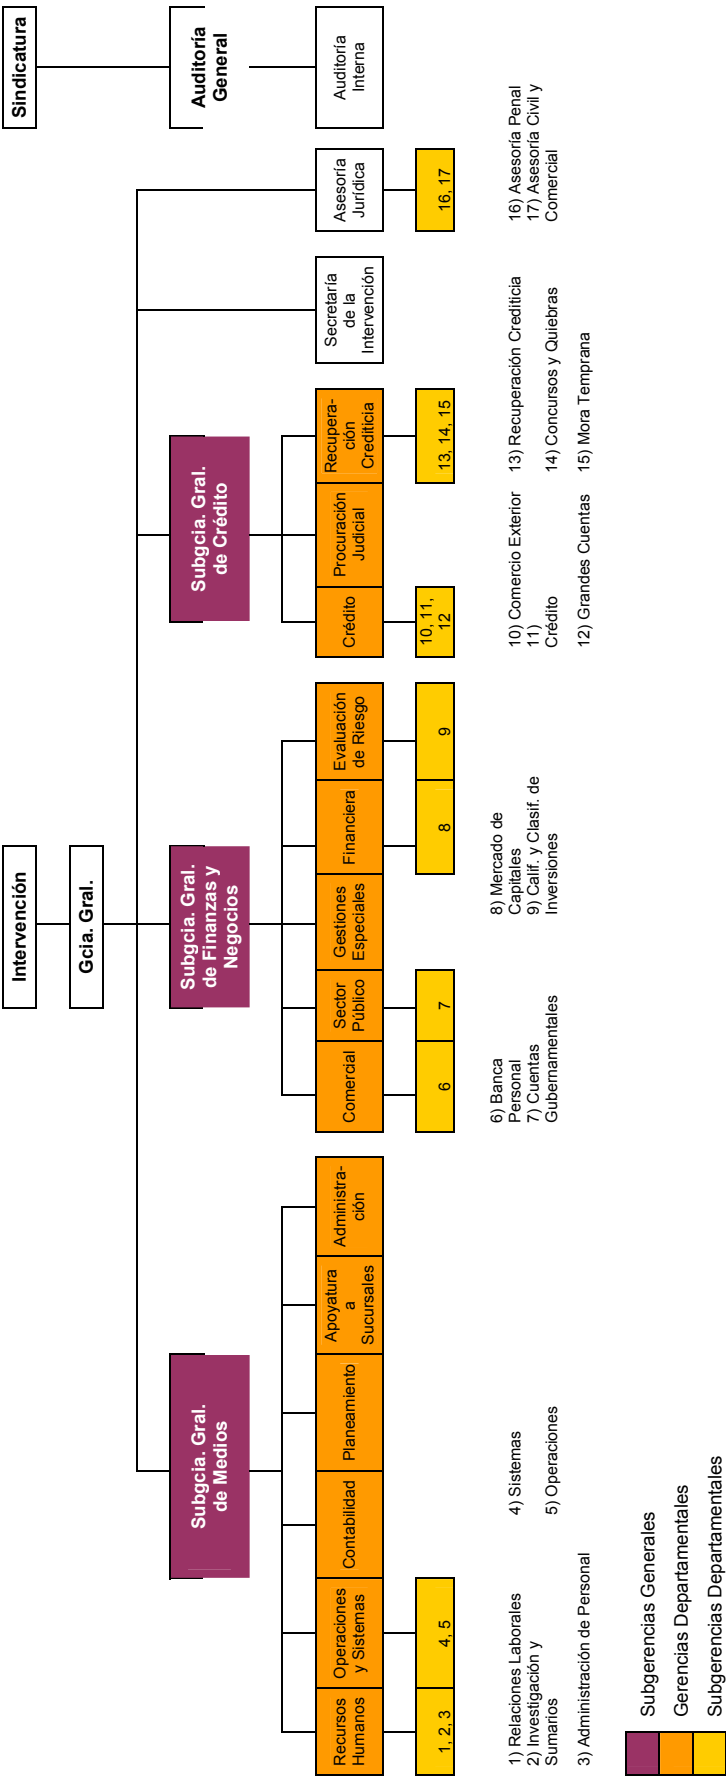 Intervención
Sindicatura
Gcia. Gral.
Subgcia. Gral.
de Medios
Subgcia. Gral.
de Finanzas y
Negocios
Subgcia. Gral.
de Crédito
Auditoría
General
Recursos
Humanos
Operaciones
y Sistemas
Contabilidad
Planeamiento
Apoyatura
a
Sucursales
Administra-
ción
Comercial
Sector
Público
Gestiones
Especiales
Financiera
Evaluación
de Riesgo
Crédito
Procuración
Judicial
Recupera-
ción
Crediticia
Secretaría
de la
Intervención
Asesoría
Jurídica
Auditoría
Interna
1, 2, 3
4, 5
6
7
8
9
10, 11,
12
13, 14, 15
16, 17
1) Relaciones Laborales
2) Investigación y
Sumarios
3) Administración de Personal
4) Sistemas
5) Operaciones
6) Banca
Personal
7) Cuentas
Gubernamentales
8) Mercado de
Capitales
9) Calif. y Clasif. de
Inversiones
10) Comercio Exterior
11)
Crédito
12) Grandes Cuentas
13) Recuperación Crediticia
14) Concursos y Quiebras
15) Mora Temprana
16) Asesoría Penal
17) Asesoría Civil y
Comercial
Subgerencias Generales
Gerencias Departamentales
Subgerencias Departamentales